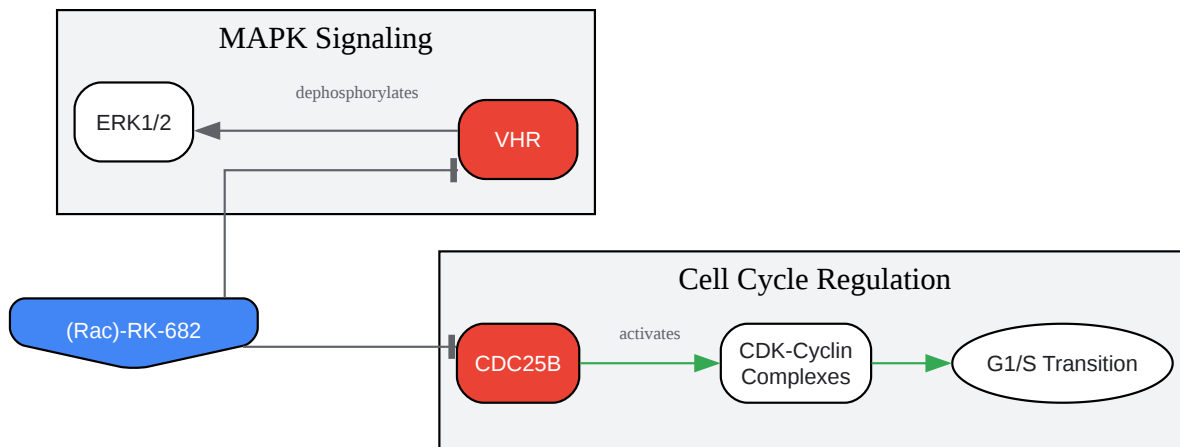 MAPK Signaling
dephosphorylates
ERK1/2
VHR
Cell Cycle Regulation
(Rac)-RK-682
activates
CDC25B
CDK-Cyclin
Complexes
G1/S Transition